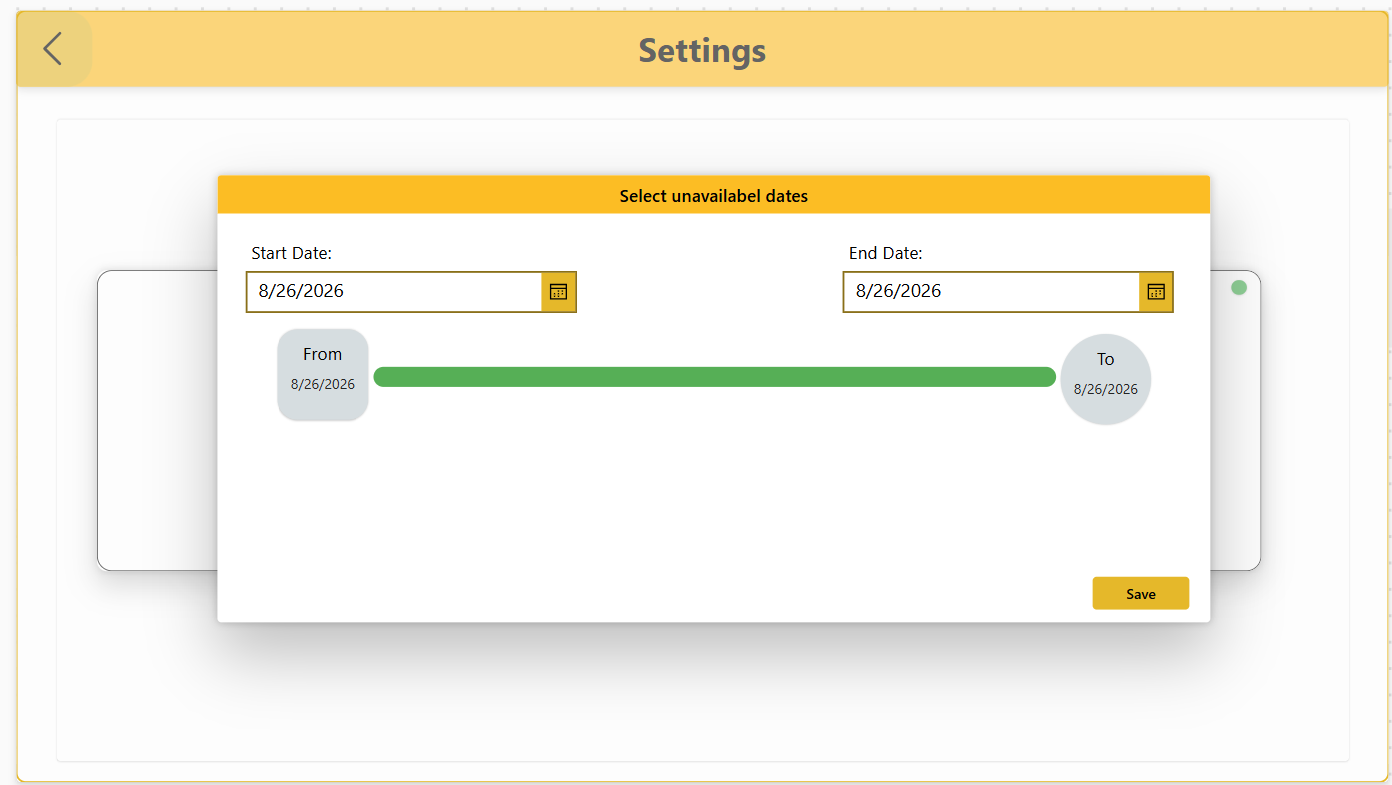 Settings
Select unavailabel dates
Start Date:
End Date:
8/26/2026
8/26/2026
From
8/26/2026
To
8/26/2026
Save